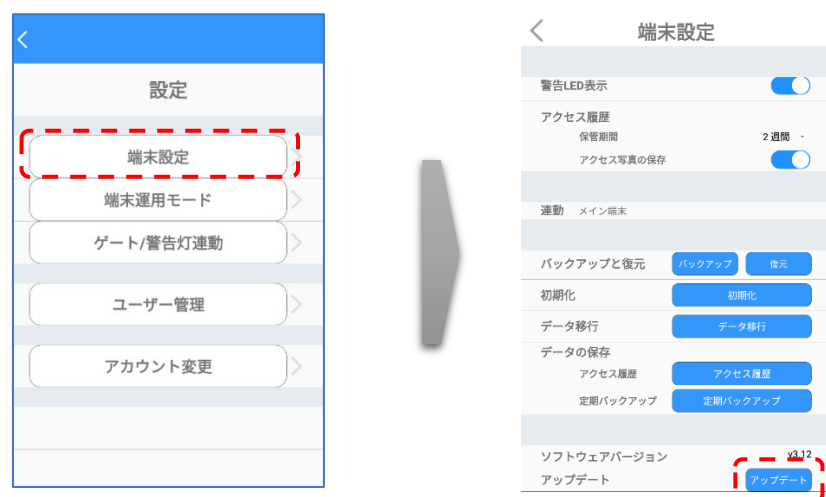 設定
端末設定
端末運用モード
ゲート/警告灯連動
ユーザー管理
アカウント変更
端末設定
警告LED表示
アクセス履歴
保管期間 2 週間
アクセス写真の保存
連動 メイン端末
バックアップと復元 バックアップ 復元
初期化 初期化
データ移行 データ移行
データの保存
アクセス履歴 アクセス履歴
定期バックアップ 定期バックアップ
ソフトウェアバージョン v3.12
アップデート アップデート